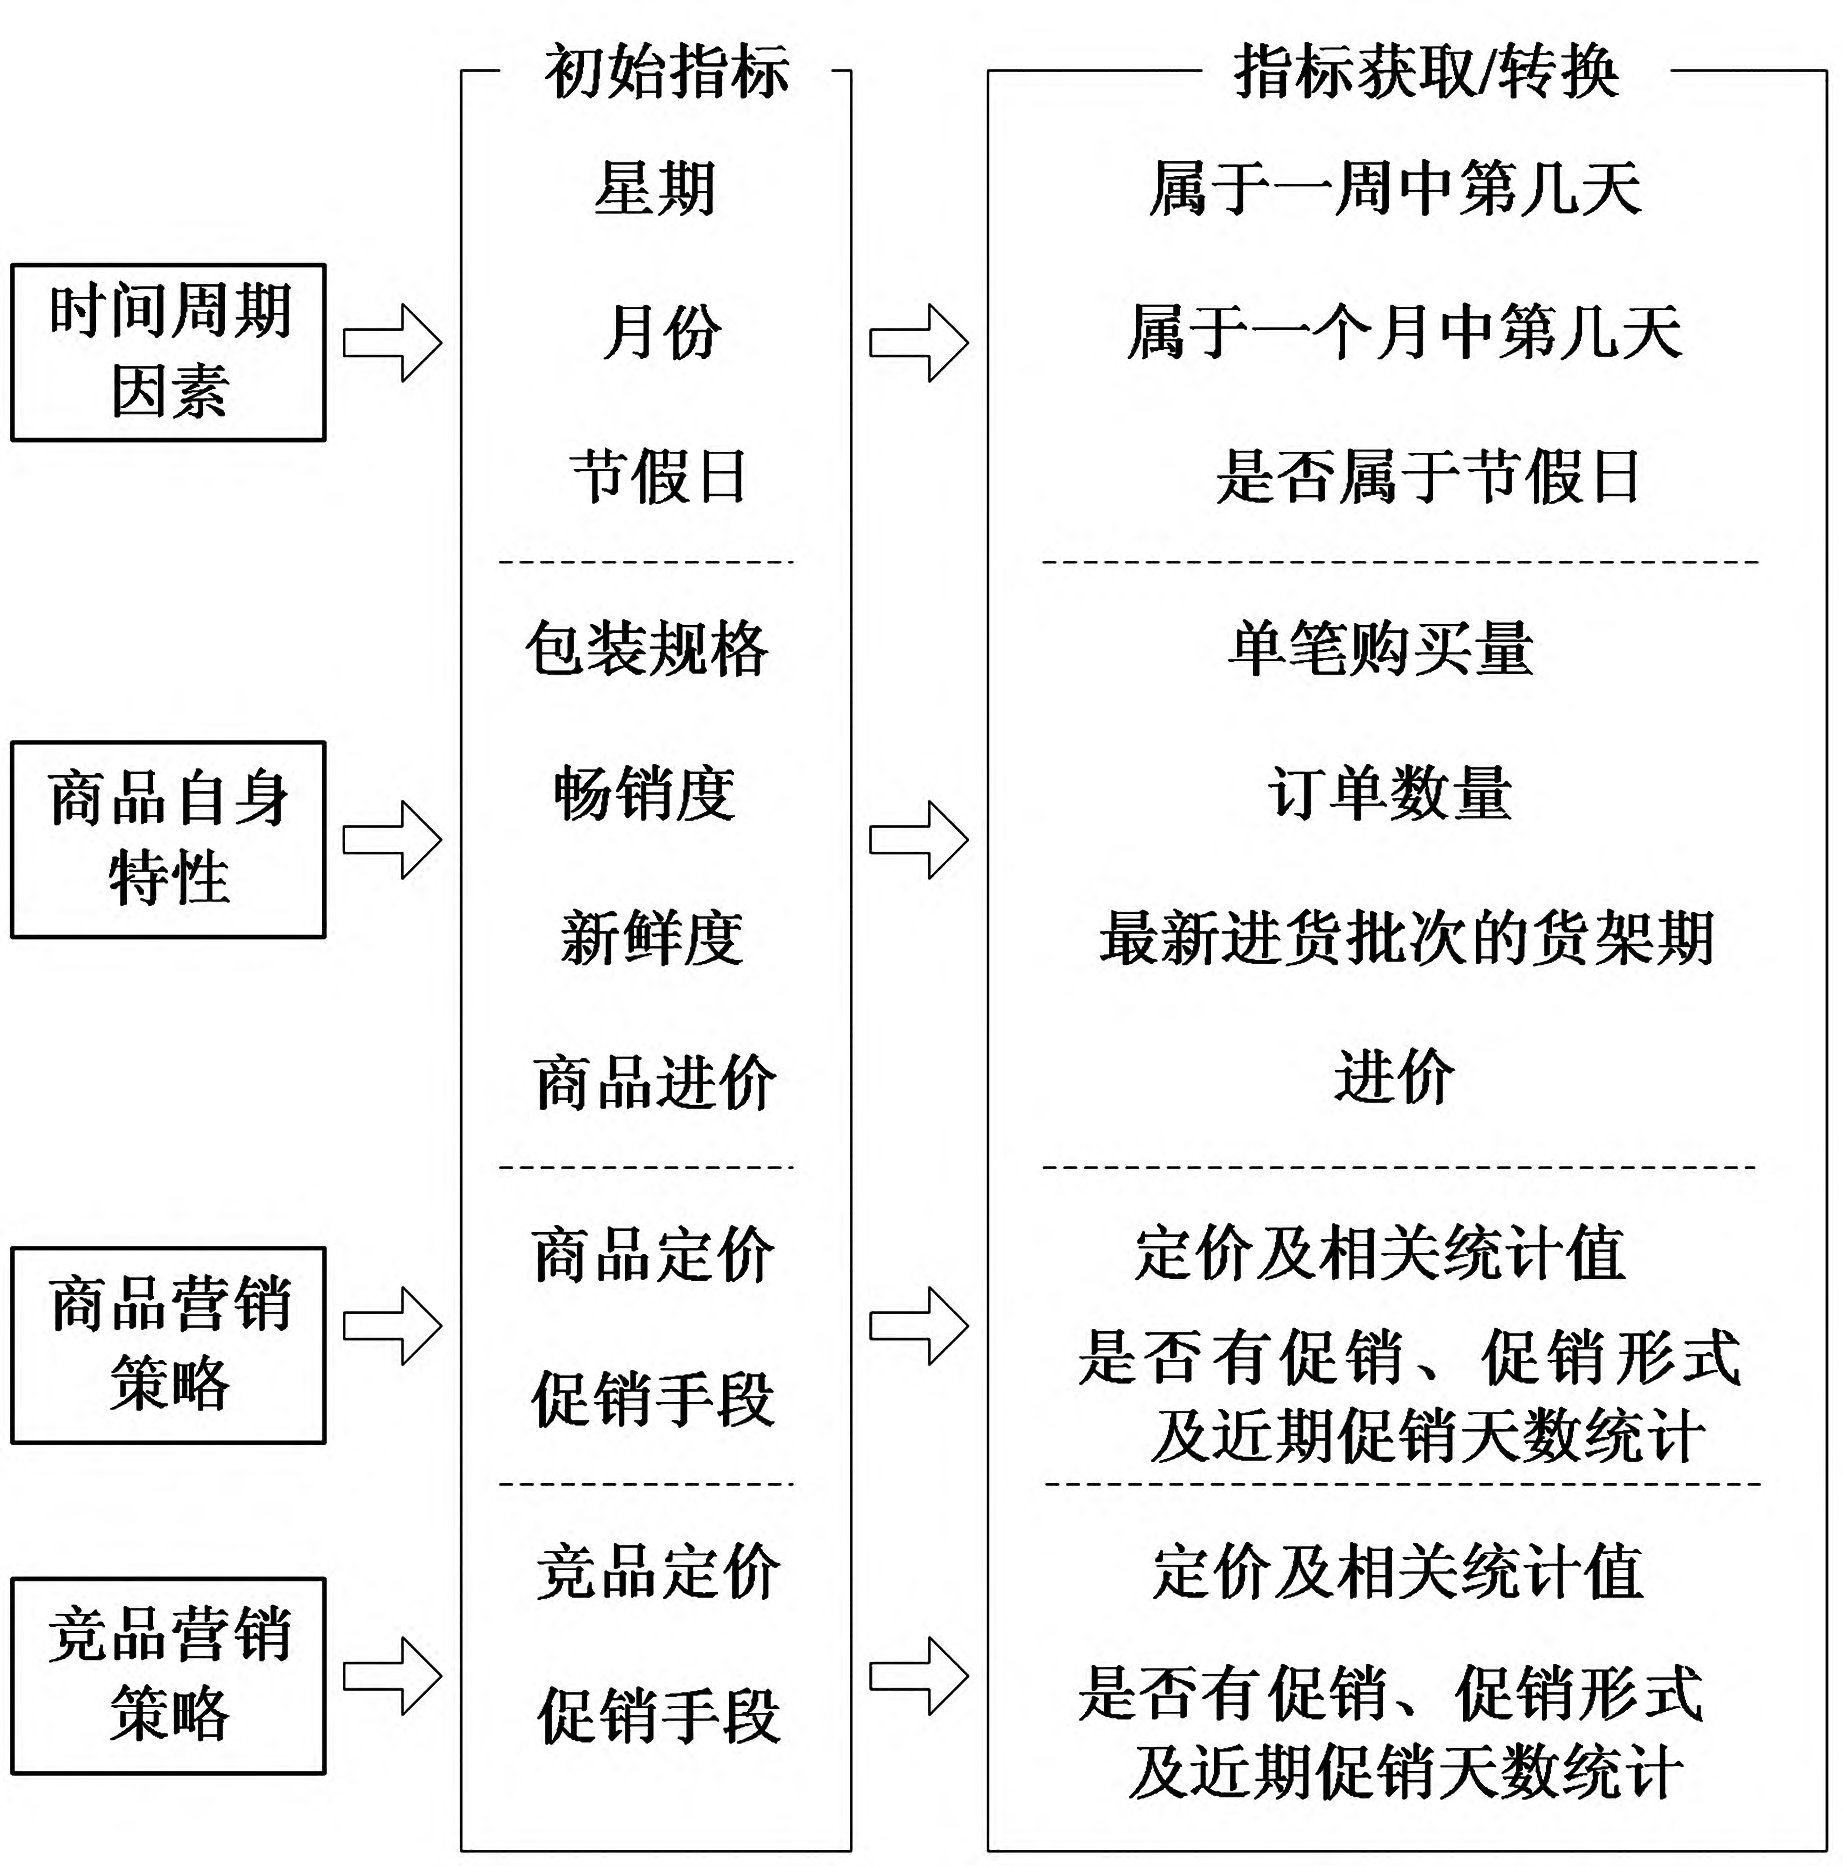 初始指标
指标获取/转换
时间周期
因素
星期
属于一周中第几天
月份
属于一个月中第几天
节假日
是否属于节假日
商品自身
特性
包装规格
单笔购买量
畅销度
订单数量
新鲜度
最新进货批次的货架期
商品进价
进价
商品营销
策略
商品定价
定价及相关统计值
促销手段
是否有促销、促销形式
及近期促销天数统计
竞品营销
策略
竞品定价
定价及相关统计值
促销手段
是否有促销、促销形式
及近期促销天数统计